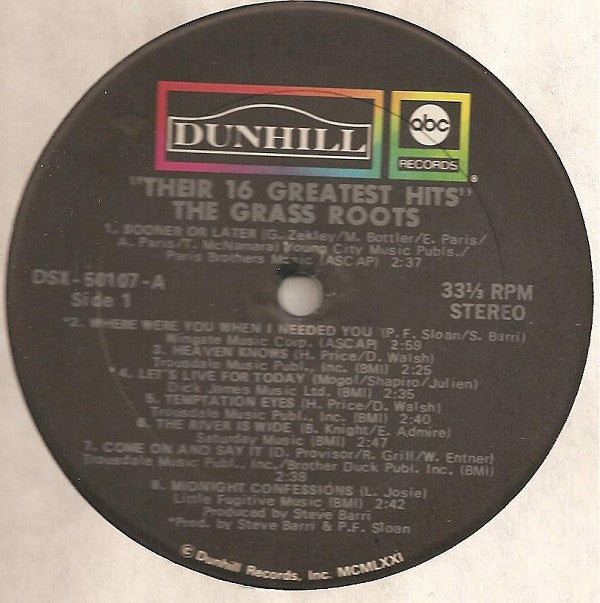 DUNHILL
abc
RECORDS
®
"THEIR 16 GREATEST HITS"
THE GRASS ROOTS
1. SOONER OR LATER (G. Zekley/M. Bottler/E. Paris/
A. Paris/T. McNamara) Young City Music Publs./
Paris Brothers Music (ASCAP) 2:37
DSX-50107-A
Side 1
33⅓ RPM
STEREO
*2. WHERE WERE YOU WHEN I NEEDED YOU (P. F. Sloan/S. Barri)
Wingate Music Corp. (ASCAP) 2:59
3. HEAVEN KNOWS (H. Price/D. Walsh)
Trousdale Music Publ., Inc. (BMI) 2:25
*4. LET'S LIVE FOR TODAY (Mogol/Shapiro/Julien)
Dick James Music Ltd. (BMI) 2:35
5. TEMPTATION EYES (H. Price/D. Walsh)
Trousdale Music Publ., Inc. (BMI) 2:40
6. THE RIVER IS WIDE (B. Knight/E. Admire)
Saturday Music (BMI) 2:47
7. COME ON AND SAY IT (D. Provisor/R. Grill/W. Entner)
Trousdale Music Publ., Inc./Brother Duck Publ. Inc. (BMI)
2:38
8. MIDNIGHT CONFESSIONS (L. Josie)
Little Fugitive Music (BMI) 2:42
Produced by Steve Barri
*Prod. by Steve Barri & P.F. Sloan
© Dunhill Records, Inc. MCMLXXI